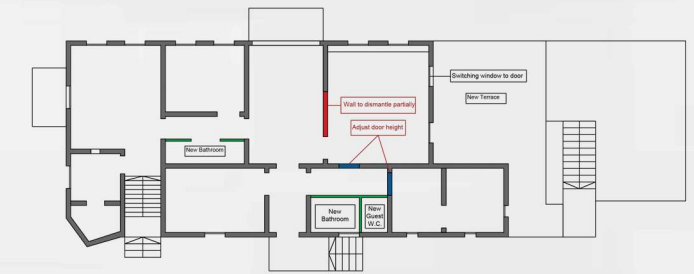 Switching window to door
New Terrace
Wall to dismantle partially
Adjust door height
New Bathroom
New
Bathroom
New
Guest
W.C.